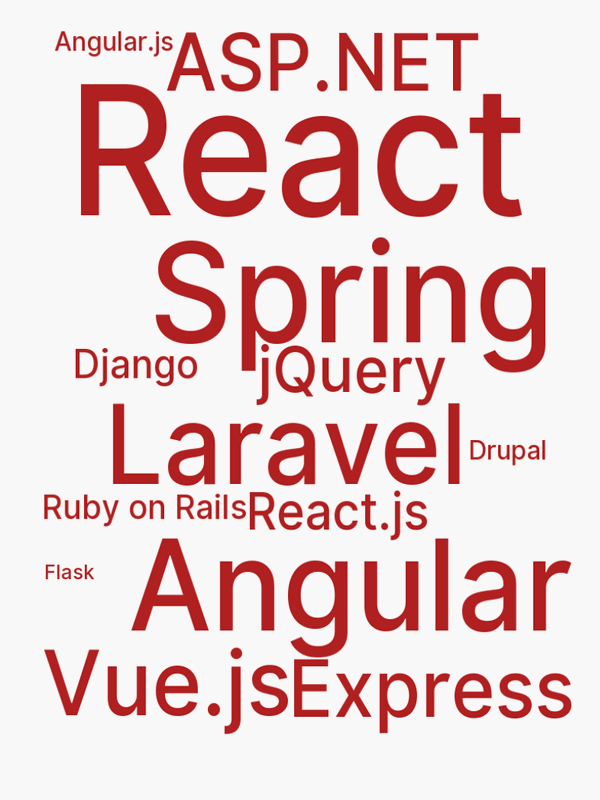 Angular.js
ASP.NET
React
Spring
Django
jQuery
Laravel
Drupal
Ruby on Rails
React.js
Flask
Angular
Vue.js
Express